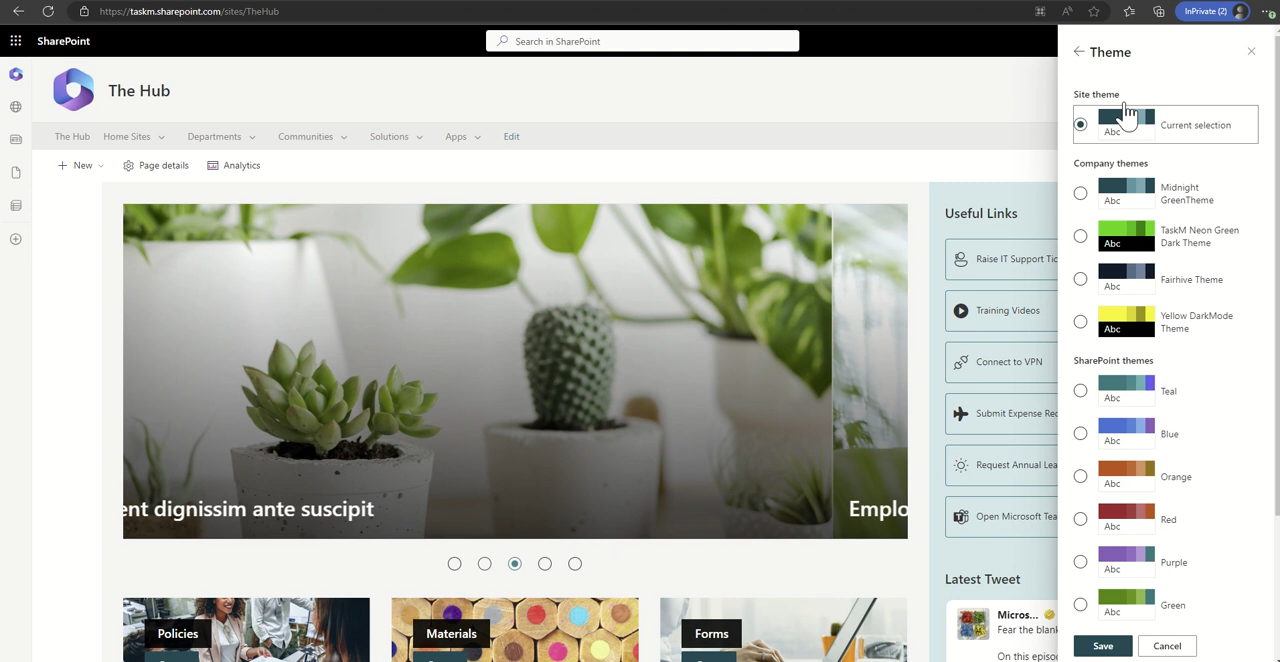 https://taskm.sharepoint.com/sites/TheHub
InPrivate (2)
SharePoint
Search in SharePoint
The Hub
The Hub
Home Sites
Departments
Communities
Solutions
Apps
Edit
New
Page details
Analytics
ent dignissim ante suscipit
Emplo
Policies
Materials
Forms
Useful Links
Raise IT Support Tic
Training Videos
Connect to VPN
Submit Expense Rec
Request Annual Lea
Open Microsoft Tea
Latest Tweet
Micros...
Fear the blank
On this episo
Theme
Site theme
Abc
Current selection
Company themes
Abc
Midnight
GreenTheme
Abc
TaskM Neon Green
Dark Theme
Abc
Fairhive Theme
Abc
Yellow DarkMode
Theme
SharePoint themes
Abc
Teal
Abc
Blue
Abc
Orange
Abc
Red
Abc
Purple
Abc
Green
Save
Cancel